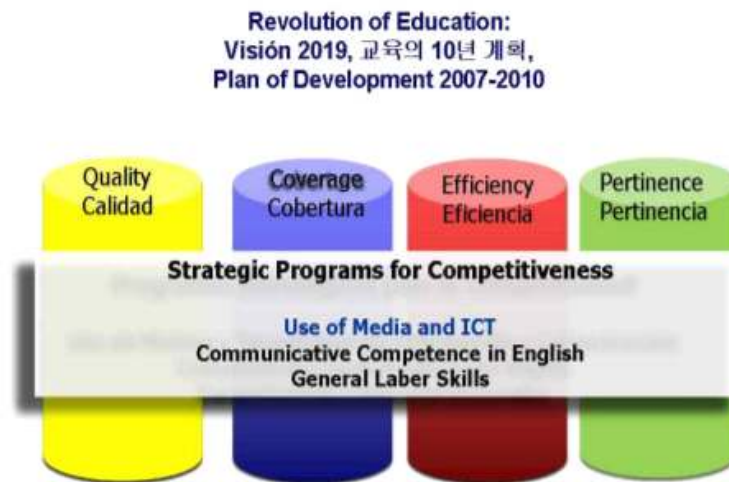 Revolution of Education:
Visión 2019, 교육의 10년 계획,
Plan of Development 2007-2010
Quality
Calidad
Coverage
Cobertura
Efficiency
Eficiencia
Pertinence
Pertinencia
Strategic Programs for Competitiveness
Use of Media and ICT
Communicative Competence in English
General Laber Skills